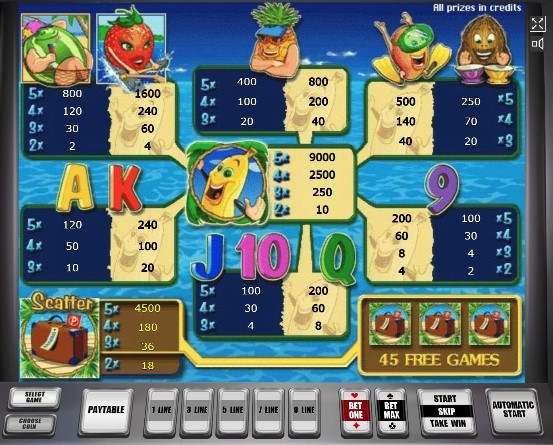 All prizes in credits
5x 800 1600
4x 120 240
3x 30 60
2x 2 4
5x 400 800
4x 100 200
3x 20 40
500 250 x5
140 70 x4
40 20 x3
5x 9000
4x 2500
3x 250
2x 10
A K
5x 120 240
4x 50 100
3x 10 20
9
200 100 x5
60 30 x4
8 4 x3
4 2 x2
J 10 Q
5x 100 200
4x 30 60
3x 4 8
Scatter
5x 4500
4x 180
3x 36
2x 18
45 FREE GAMES
SELECT GAME
CHOOSE COIN
PAYTABLE
1 LINE
3 LINE
5 LINE
7 LINE
9 LINE
BET ONE
BET MAX
START
SKIP
TAKE WIN
AUTOMATIC START